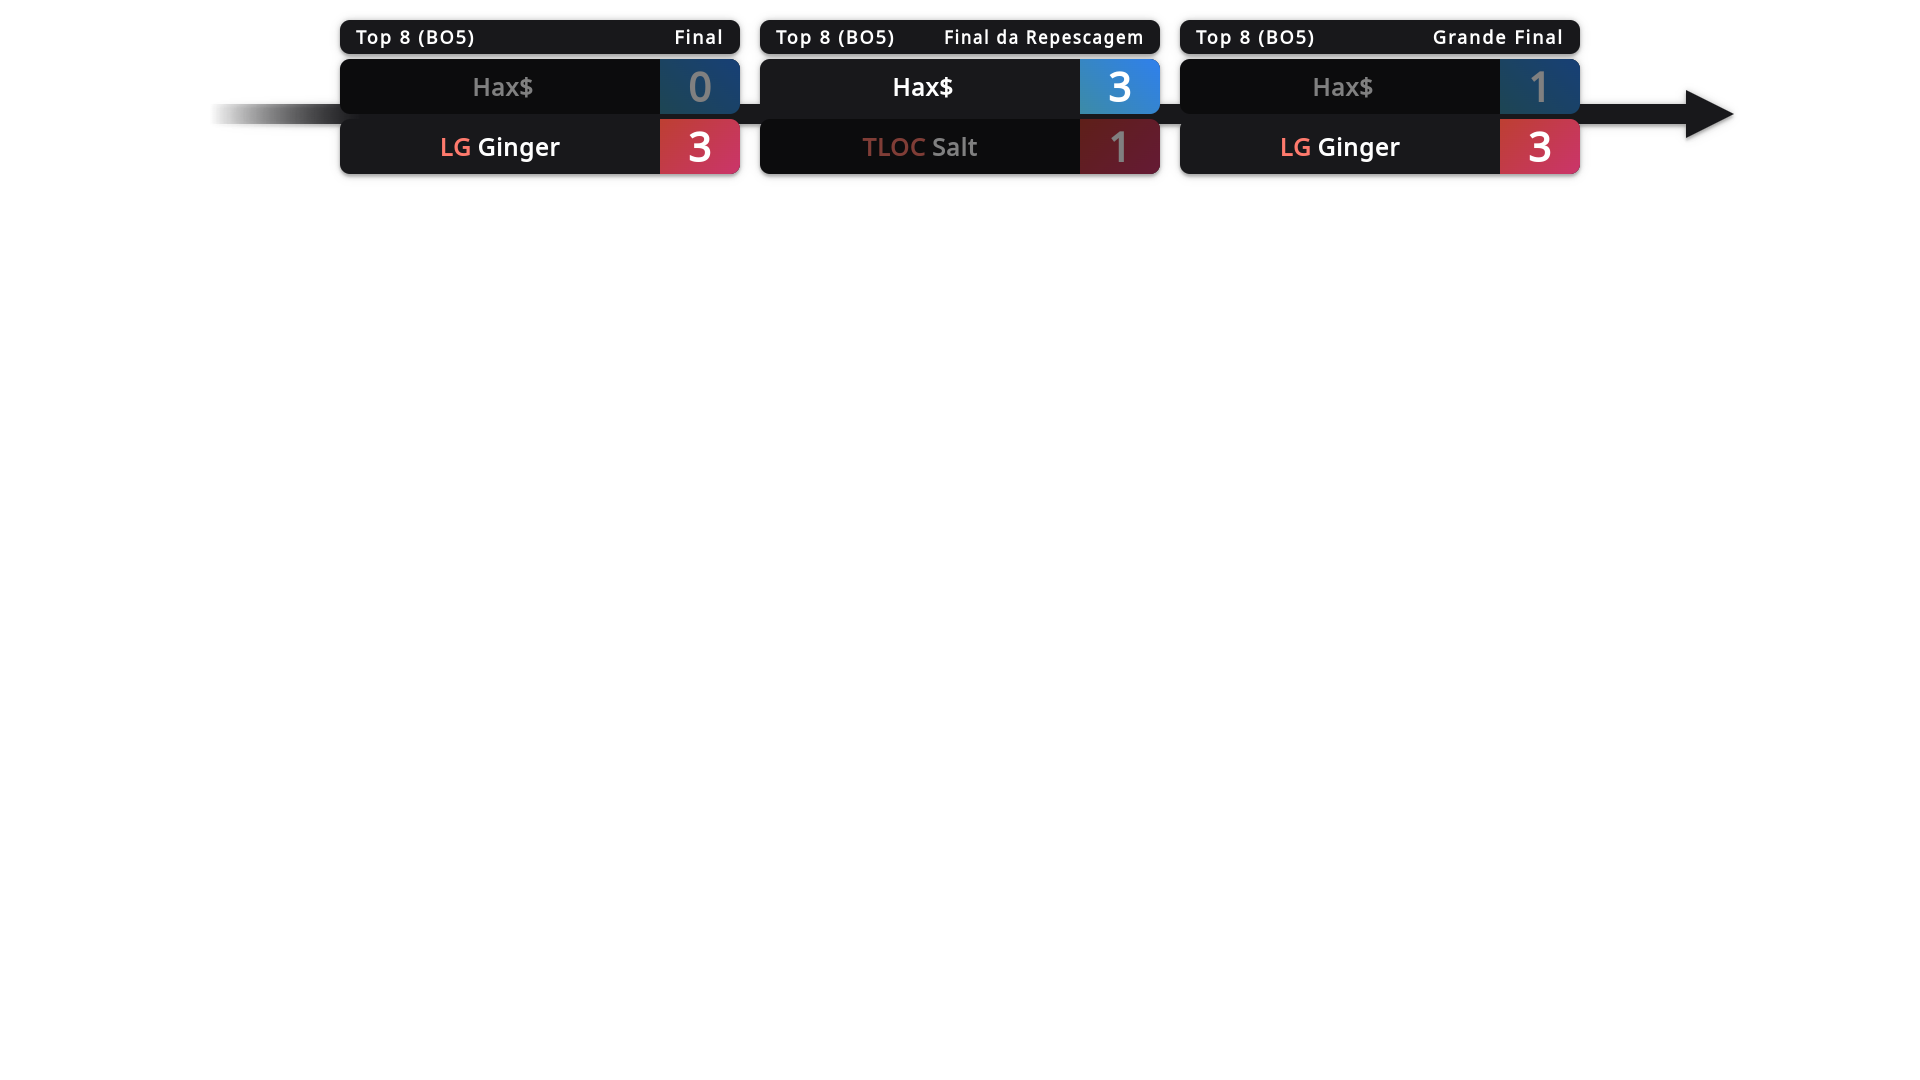 Top 8 (BO5) Final
Hax$ 0
LG Ginger 3
Top 8 (BO5) Final da Repescagem
Hax$ 3
TLOC Salt 1
Top 8 (BO5) Grande Final
Hax$ 1
LG Ginger 3